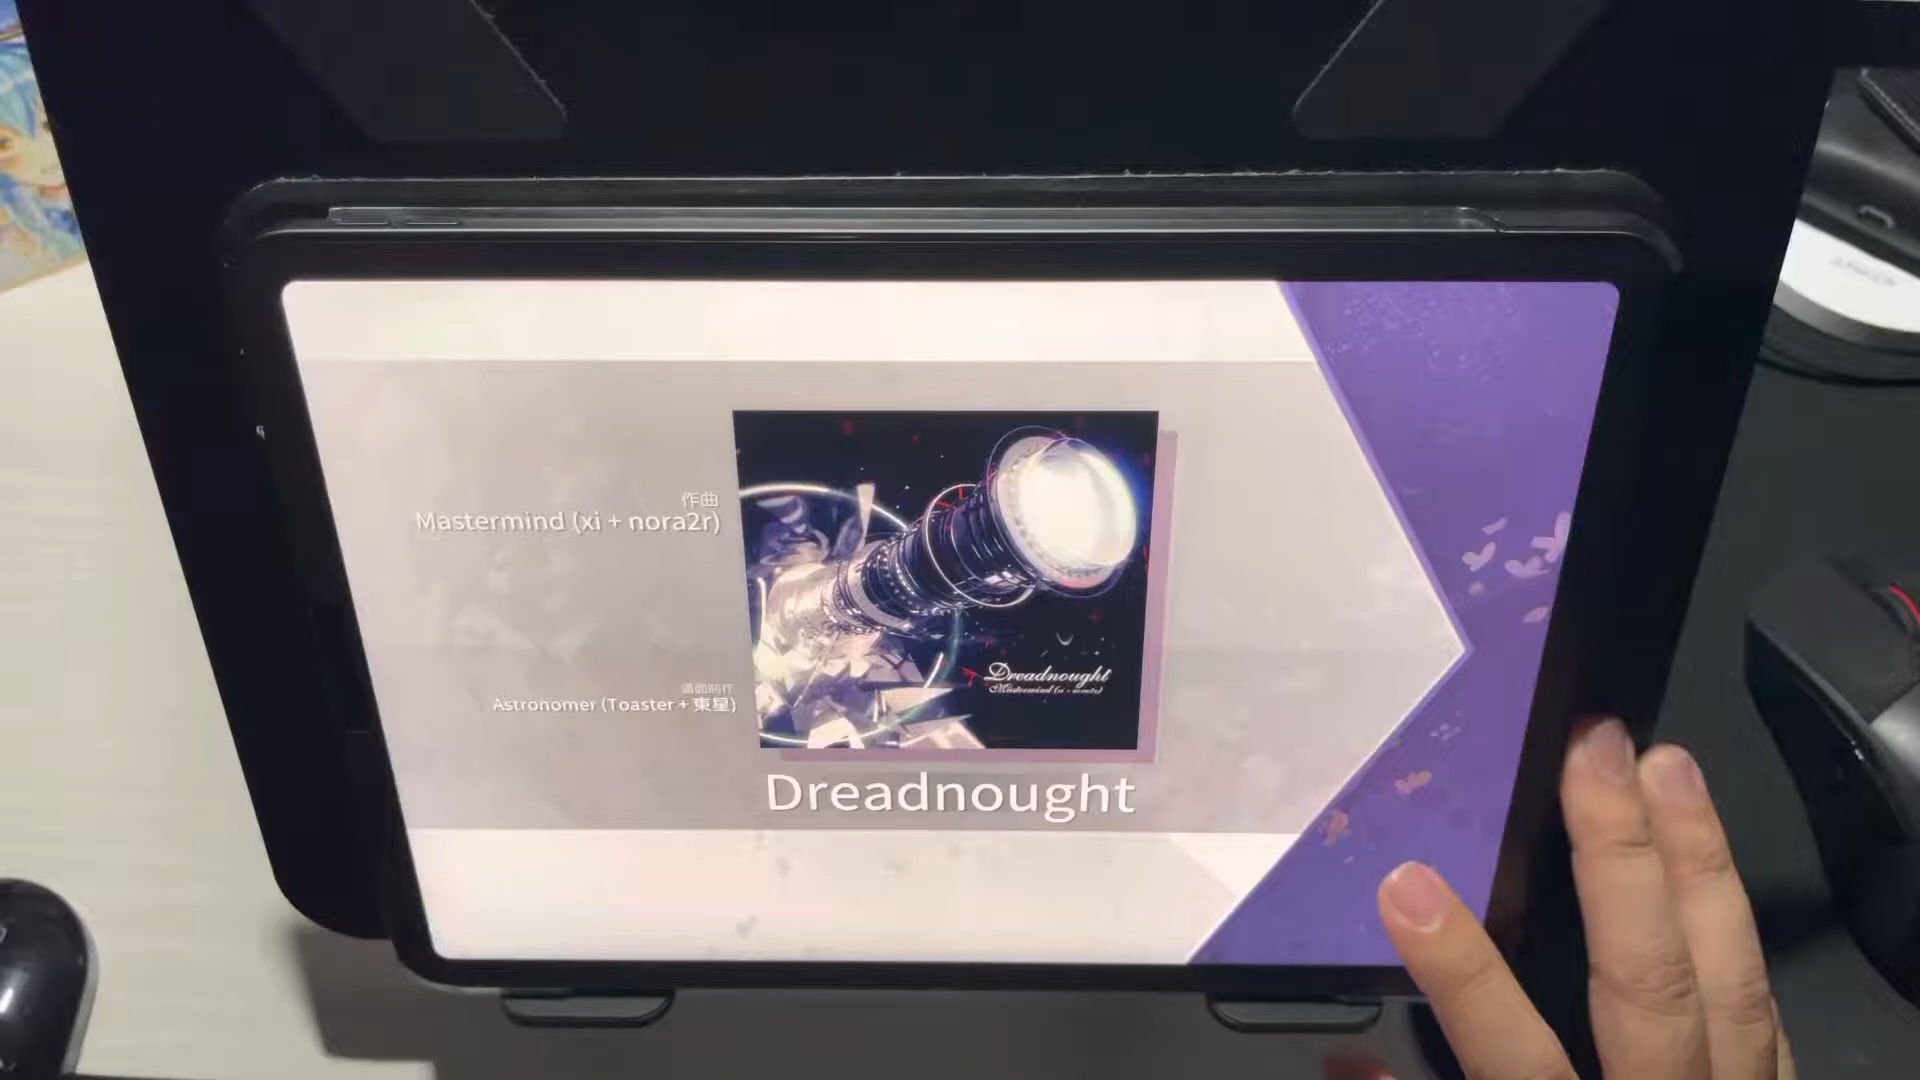 作曲
Mastermind (xi + nora2r)
譜面制作
Astronomer (Toaster + 東星)
Dreadnought
Mastermind (xi + nora2r)
Dreadnought